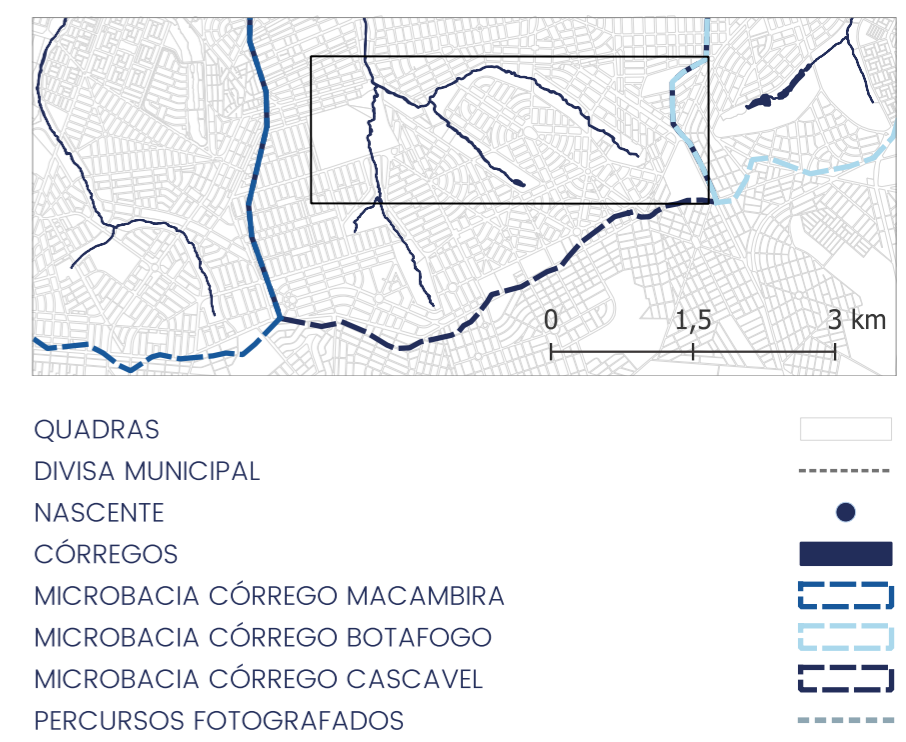 0 1,5 3 km
QUADRAS
DIVISA MUNICIPAL
NASCENTE
CÓRREGOS
MICROBACIA CÓRREGO MACAMBIRA
MICROBACIA CÓRREGO BOTAFOGO
MICROBACIA CÓRREGO CASCAVEL
PERCURSOS FOTOGRAFADOS